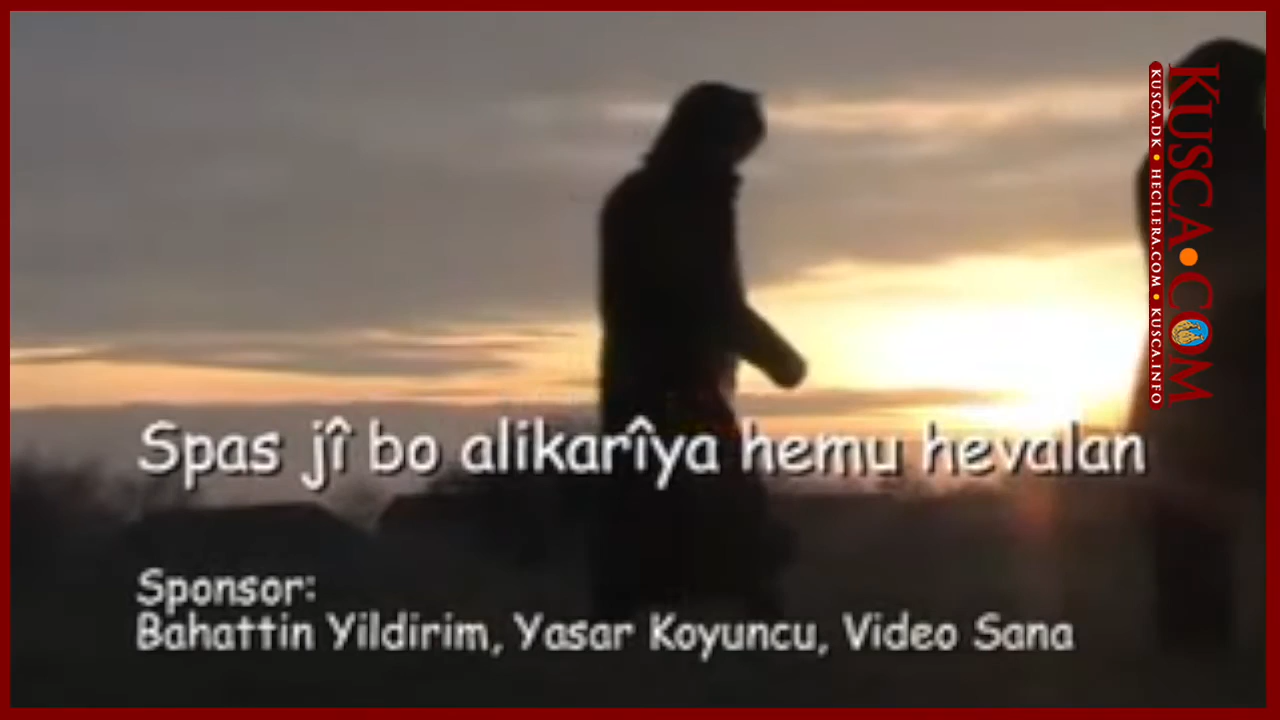 Spas jî bo alikarîya hemu hevalan
Sponsor:
Bahattin Yildirim, Yasar Koyuncu, Video Sana
KUSCA.COM
KUSCA.DK • HECILERA.COM • KUSCA.INFO